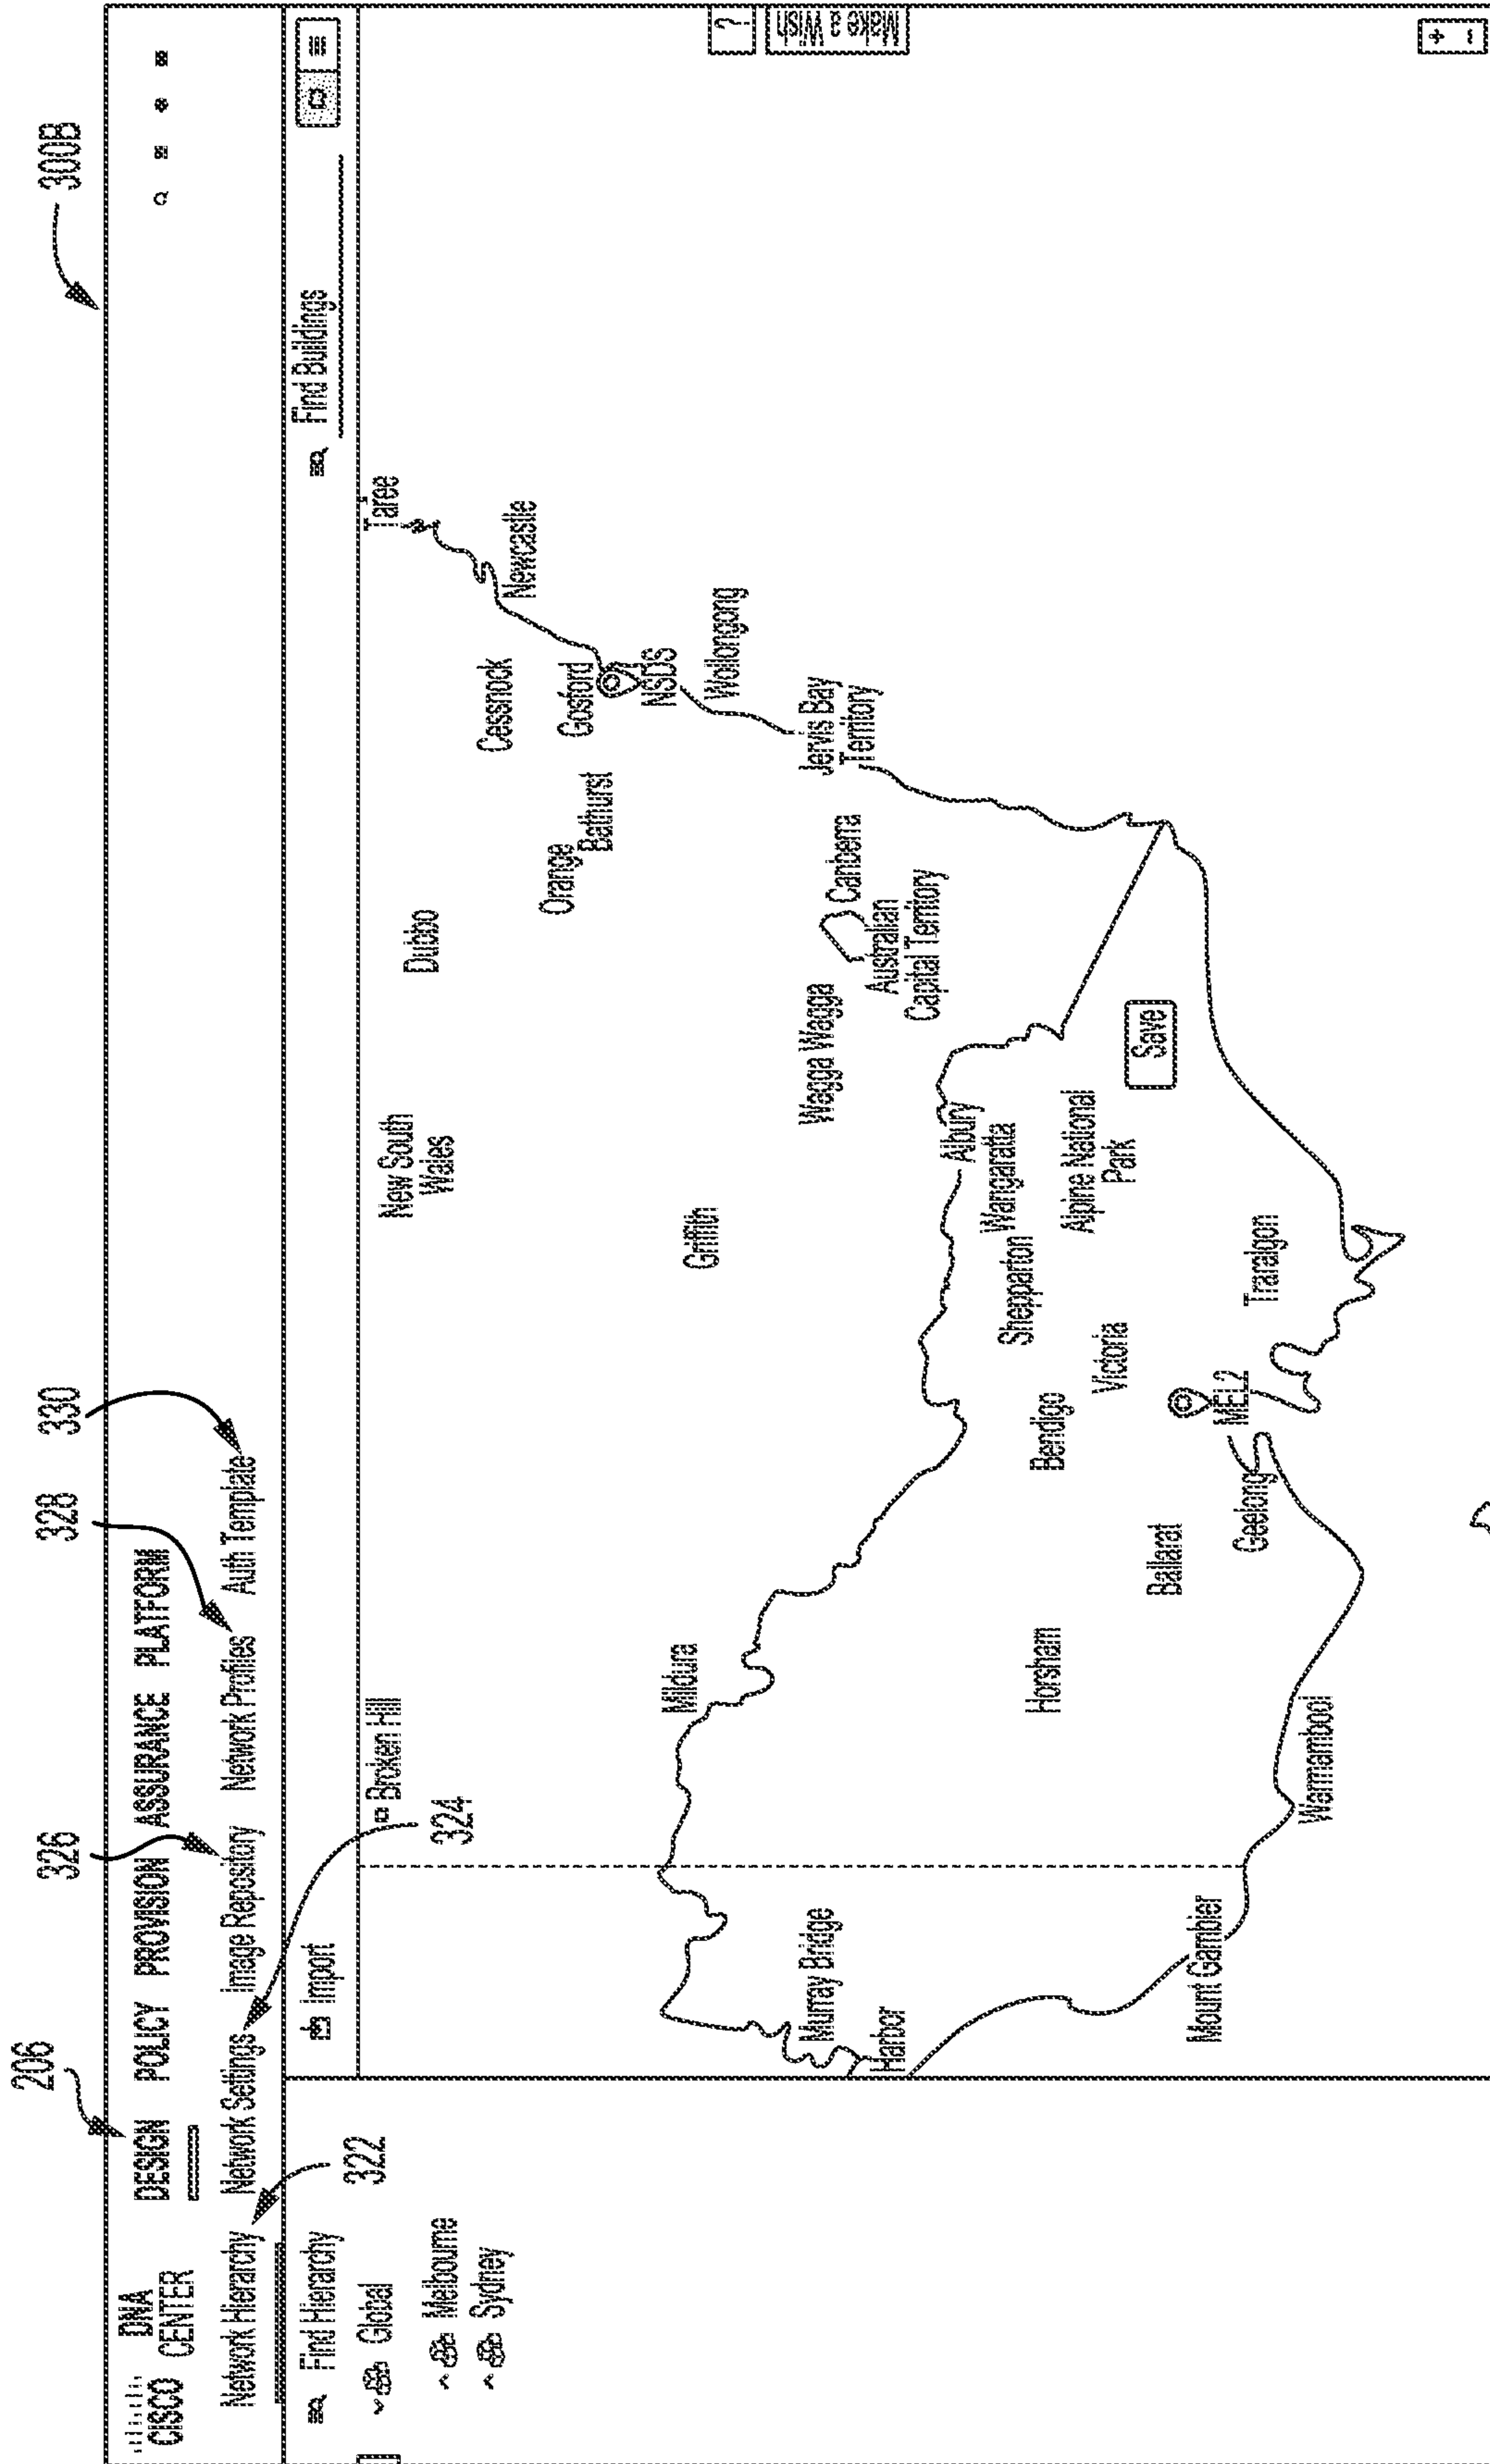 300B
206
326
328
330
CISCO DNA CENTER
DESIGN POLICY PROVISION ASSURANCE PLATFORM
Network Hierarchy Network Settings Image Repository Network Profiles Auth Template
322
324
Find Hierarchy
Import
Find Buildings
Global
Melbourne
Sydney
Broken Hill
Taree
New South
Wales
Dubbo
Cessnock
Newcastle
Orange
Bathurst
Gosford
NSDS
Mildura
Griffith
Wollongong
?
Make a Wish
Murray Bridge
Wagga Wagga
Jervis Bay
Territory
Canberra
Harbor
Australian
Capital Territory
Albury
Wangaratta
Shepparton
Horsham
Bendigo
Alpine National
Park
Victoria
Save
Ballarat
Mount Gambier
MEL2
Geelong
Traralgon
Warrnambool
+
-